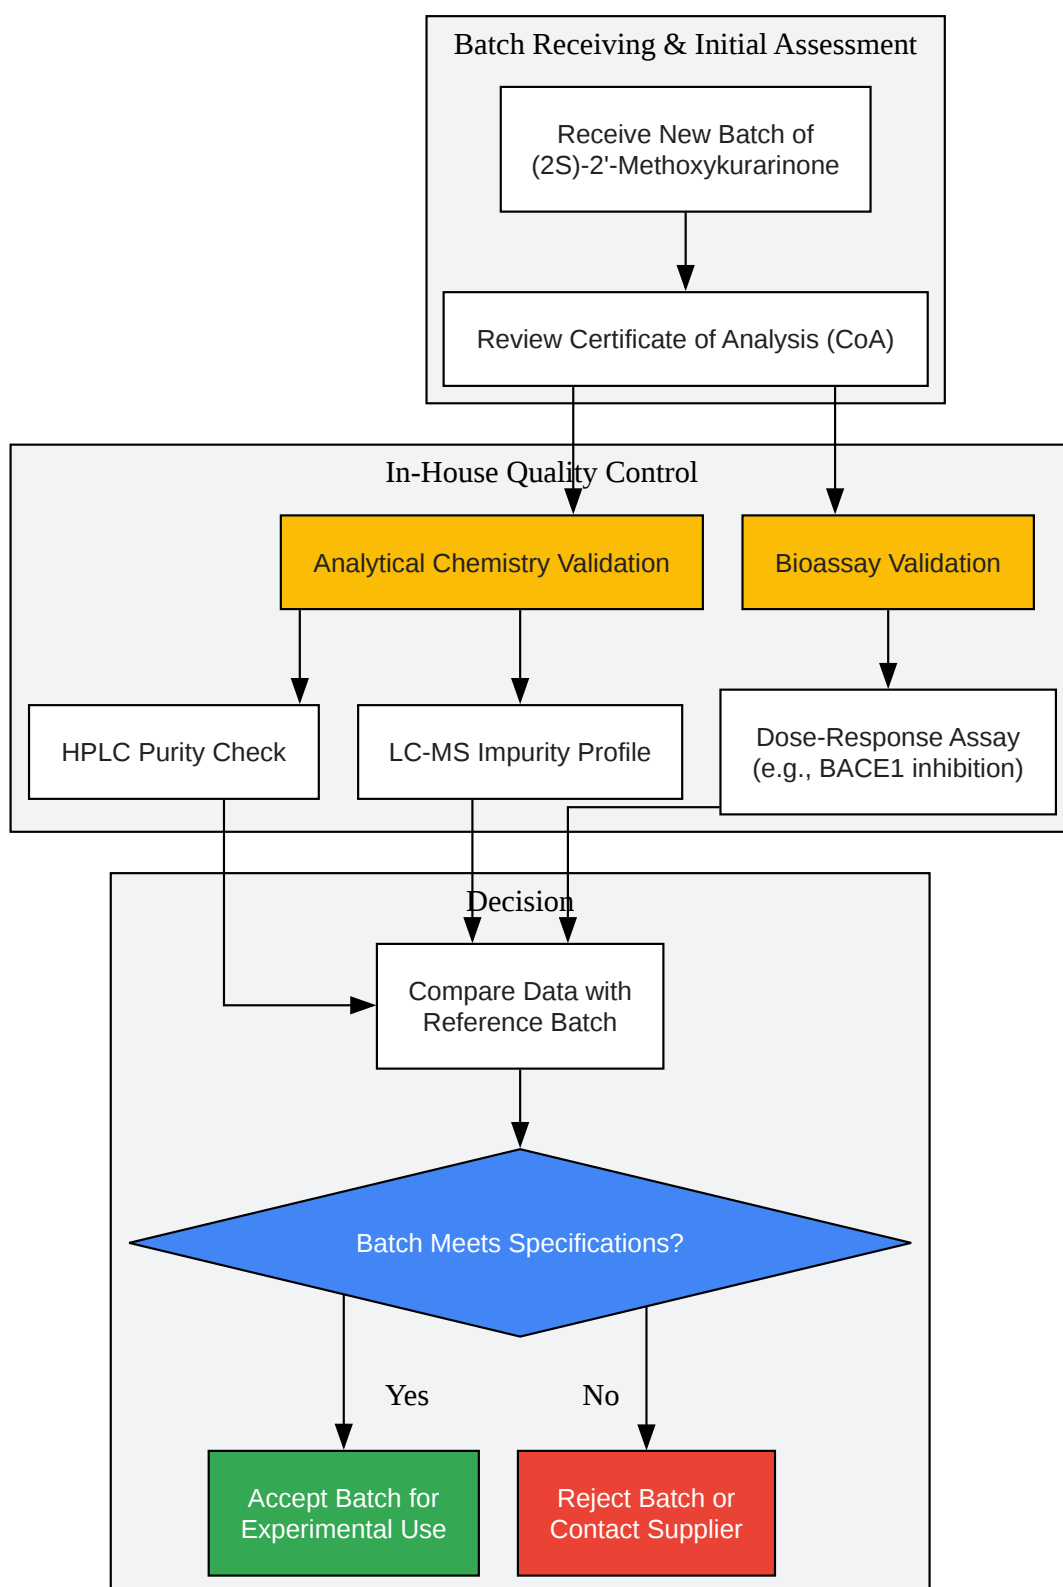 Batch Receiving & Initial Assessment
Receive New Batch of
(2S)-2'-Methoxykurarinone
Review Certificate of Analysis (CoA)
In-House Quality Control
Analytical Chemistry Validation
Bioassay Validation
HPLC Purity Check
LC-MS Impurity Profile
Dose-Response Assay
(e.g., BACE1 inhibition)
Decision
Compare Data with
Reference Batch
Batch Meets Specifications?
Yes
No
Accept Batch for
Experimental Use
Reject Batch or
Contact Supplier